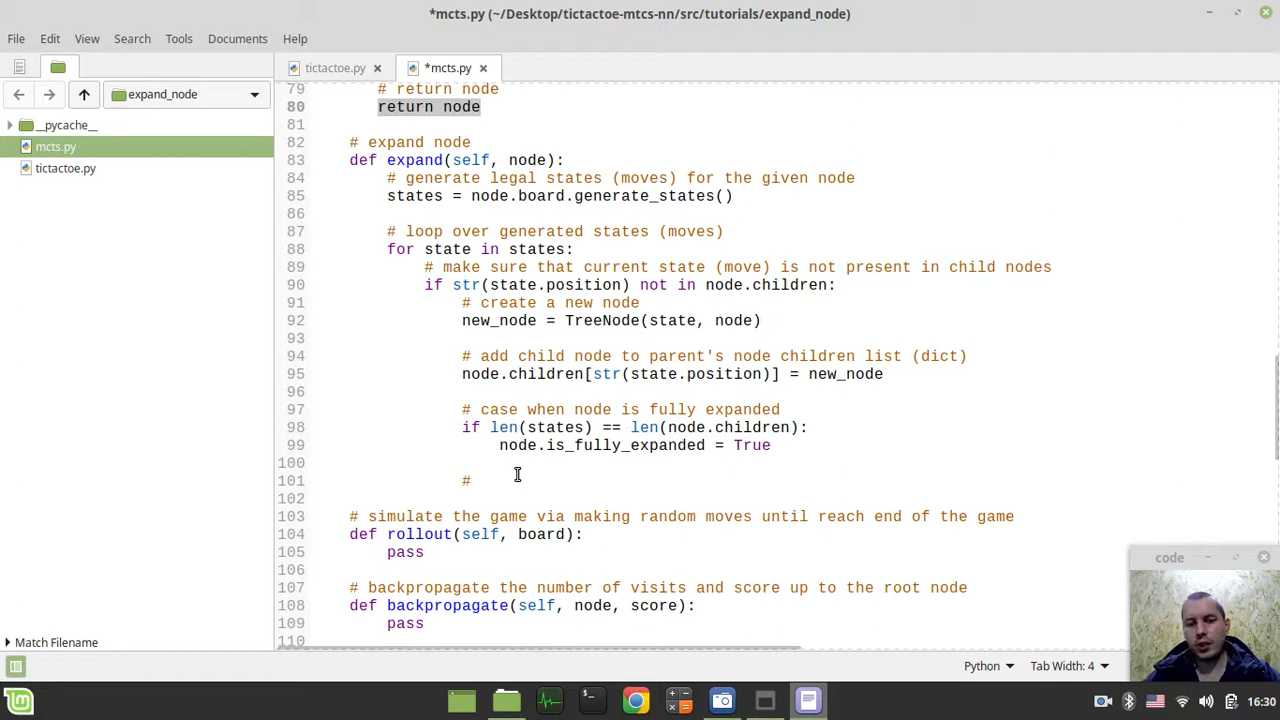 *mcts.py (~/Desktop/tictactoe-mtcs-nn/src/tutorials/expand_node)
File Edit View Search Tools Documents Help
tictactoe.py *mcts.py
expand_node
__pycache__
mcts.py
tictactoe.py
Match Filename
79 # return node
80 return node
81
82 # expand node
83 def expand(self, node):
84 # generate legal states (moves) for the given node
85 states = node.board.generate_states()
86
87 # loop over generated states (moves)
88 for state in states:
89 # make sure that current state (move) is not present in child nodes
90 if str(state.position) not in node.children:
91 # create a new node
92 new_node = TreeNode(state, node)
93
94 # add child node to parent's node children list (dict)
95 node.children[str(state.position)] = new_node
96
97 # case when node is fully expanded
98 if len(states) == len(node.children):
99 node.is_fully_expanded = True
100
101 #
102
103 # simulate the game via making random moves until reach end of the game
104 def rollout(self, board):
105 pass
106
107 # backpropagate the number of visits and score up to the root node
108 def backpropagate(self, node, score):
109 pass
110
code
Python Tab Width: 4
16:30